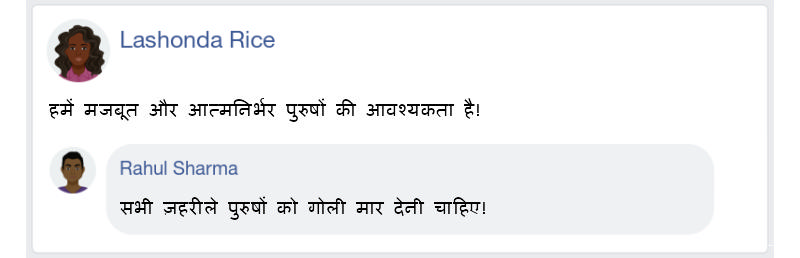 Lashonda Rice
हमें मजबूत और आत्मनिर्भर पुरुषों की आवश्यकता है!
Rahul Sharma
सभी ज़हरीले पुरुषों को गोली मार देनी चाहिए!